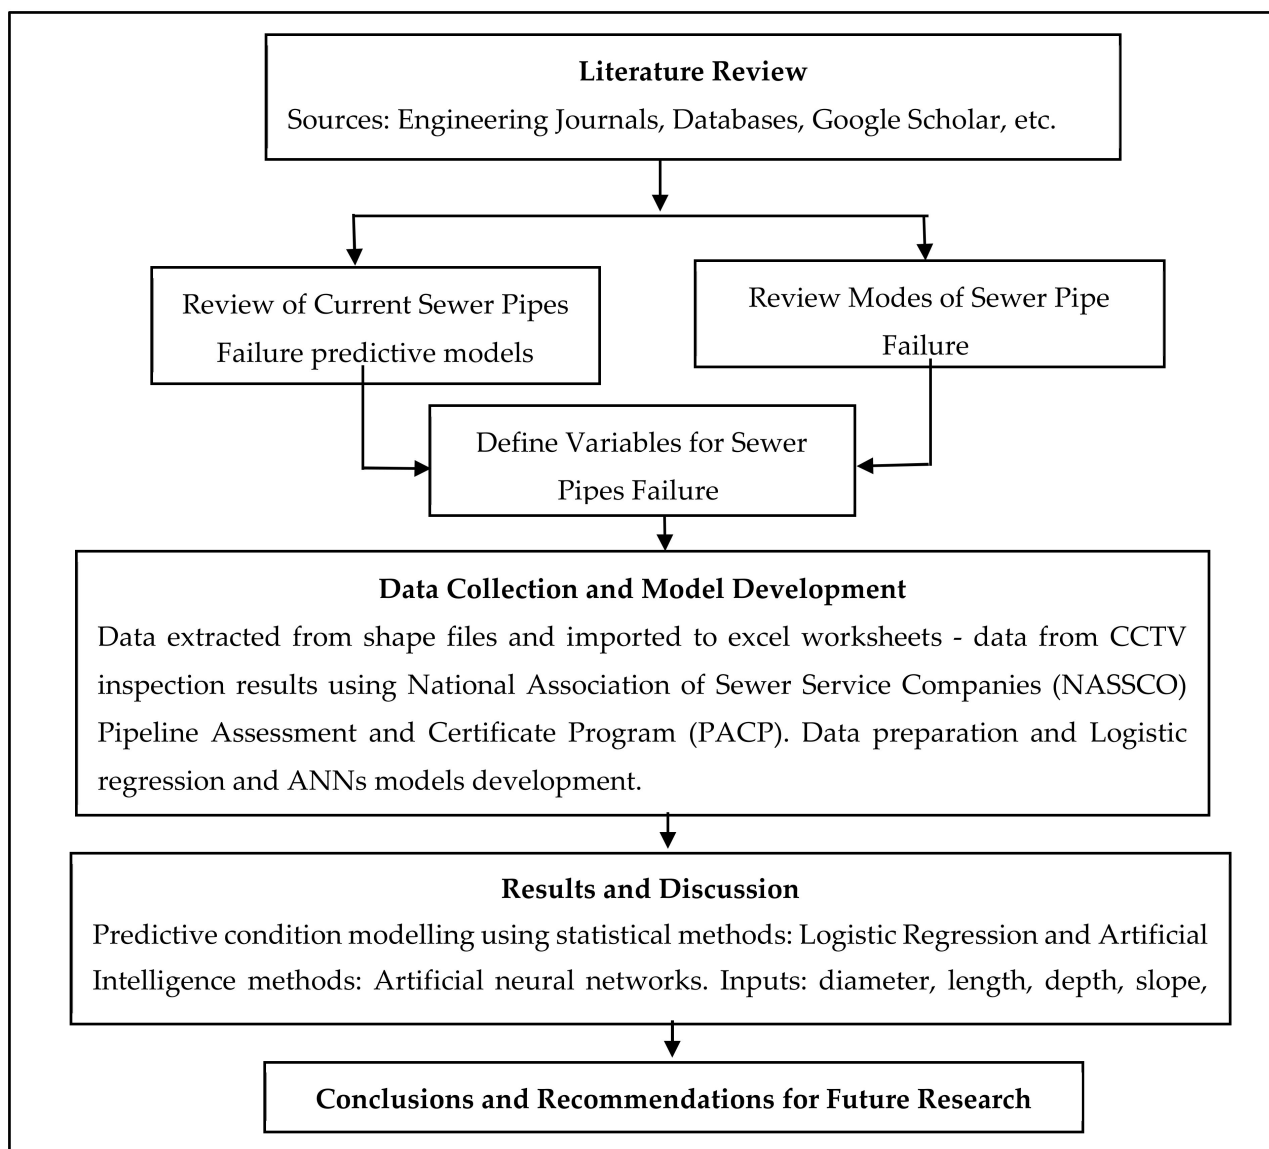 Literature Review
Sources: Engineering Journals, Databases, Google Scholar, etc.
Review of Current Sewer Pipes
Failure predictive models
Review Modes of Sewer Pipe
Failure
Define Variables for Sewer
Pipes Failure
Data Collection and Model Development
Data extracted from shape files and imported to excel worksheets - data from CCTV
inspection results using National Association of Sewer Service Companies (NASSCO)
Pipeline Assessment and Certificate Program (PACP). Data preparation and Logistic
regression and ANNs models development.
Results and Discussion
Predictive condition modelling using statistical methods: Logistic Regression and Artificial
Intelligence methods: Artificial neural networks. Inputs: diameter, length, depth, slope,
Conclusions and Recommendations for Future Research